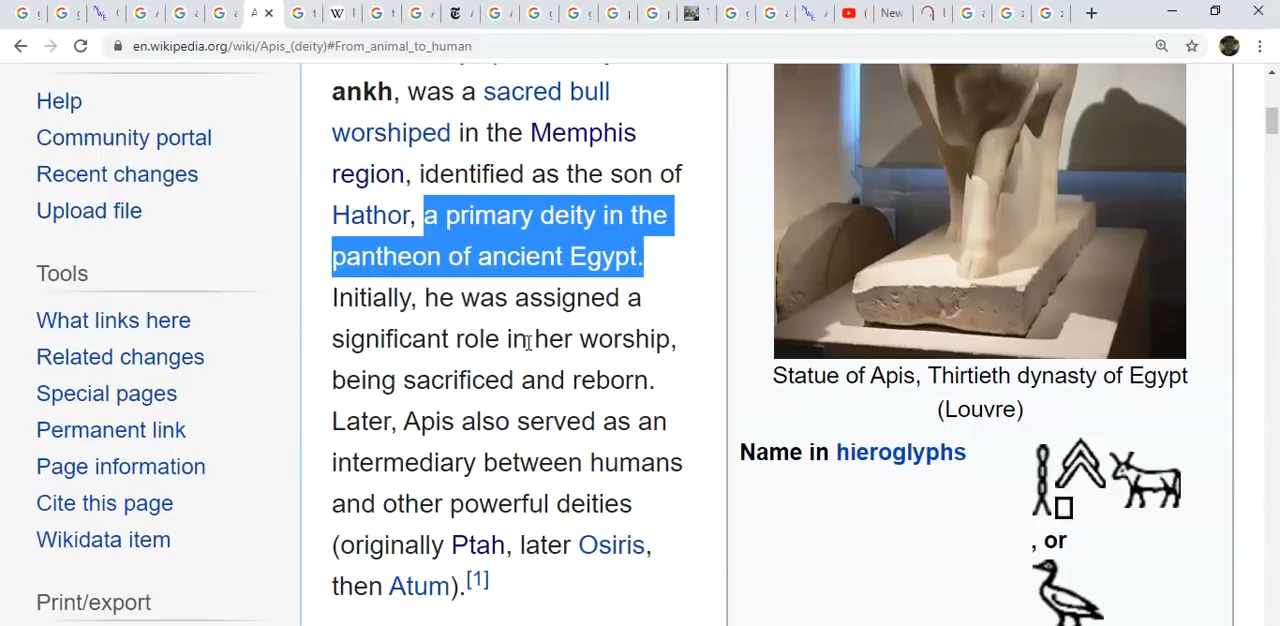 en.wikipedia.org/wiki/Apis_(deity)#From_animal_to_human
Help
Community portal
Recent changes
Upload file
Tools
What links here
Related changes
Special pages
Permanent link
Page information
Cite this page
Wikidata item
Print/export
ankh, was a sacred bull
worshiped in the Memphis
region, identified as the son of
Hathor, a primary deity in the
pantheon of ancient Egypt.
Initially, he was assigned a
significant role in her worship,
being sacrificed and reborn.
Later, Apis also served as an
intermediary between humans
and other powerful deities
(originally Ptah, later Osiris,
then Atum).[1]
Statue of Apis, Thirtieth dynasty of Egypt
(Louvre)
Name in hieroglyphs
, or